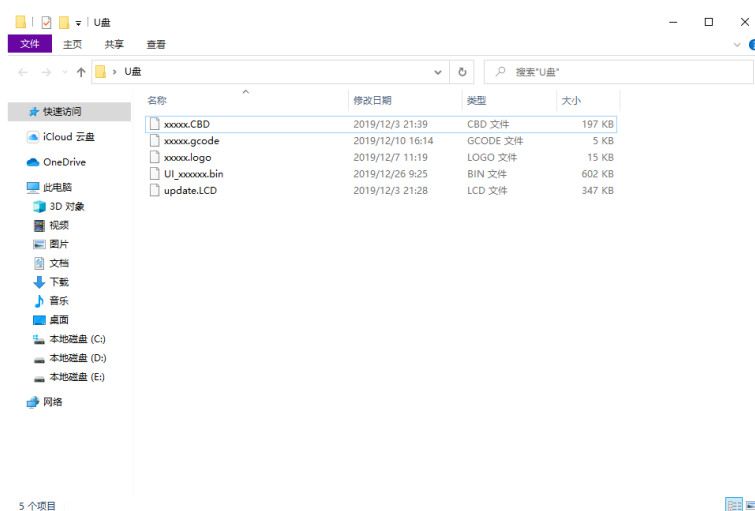 U盘
文件 主页 共享 查看
U盘 搜索"U盘"
名称 修改日期 类型 大小
快速访问
iCloud 云盘
OneDrive
此电脑
3D 对象
视频
图片
文档
下载
音乐
桌面
本地磁盘 (C:)
本地磁盘 (D:)
本地磁盘 (E:)
网络
xxxxx.CBD 2019/12/3 21:39 CBD 文件 197 KB
xxxxx.gcode 2019/12/10 16:14 GCODE 文件 5 KB
xxxxx.logo 2019/12/7 11:19 LOGO 文件 15 KB
UI_xxxxxx.bin 2019/12/26 9:25 BIN 文件 602 KB
update.LCD 2019/12/3 21:28 LCD 文件 347 KB
5 个项目